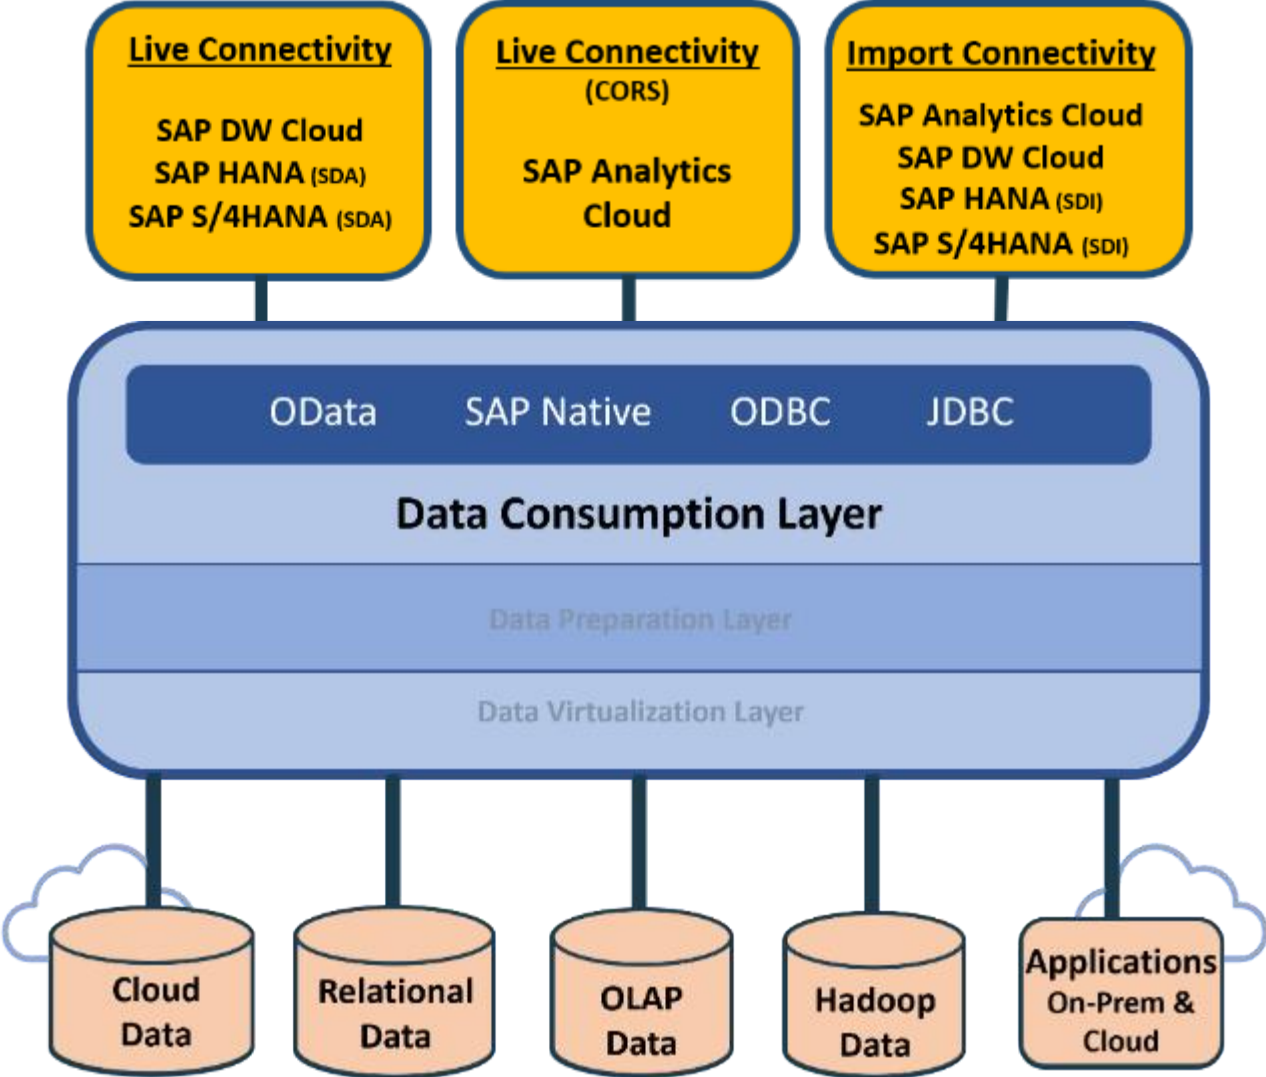 Live Connectivity
SAP DW Cloud
SAP HANA (SDA)
SAP S/4HANA (SDA)
Live Connectivity
(CORS)
SAP Analytics
Cloud
Import Connectivity
SAP Analytics Cloud
SAP DW Cloud
SAP HANA (SDI)
SAP S/4HANA (SDI)
OData SAP Native ODBC JDBC
Data Consumption Layer
Data Preparation Layer
Data Virtualization Layer
Cloud
Data
Relational
Data
OLAP
Data
Hadoop
Data
Applications
On-Prem &
Cloud